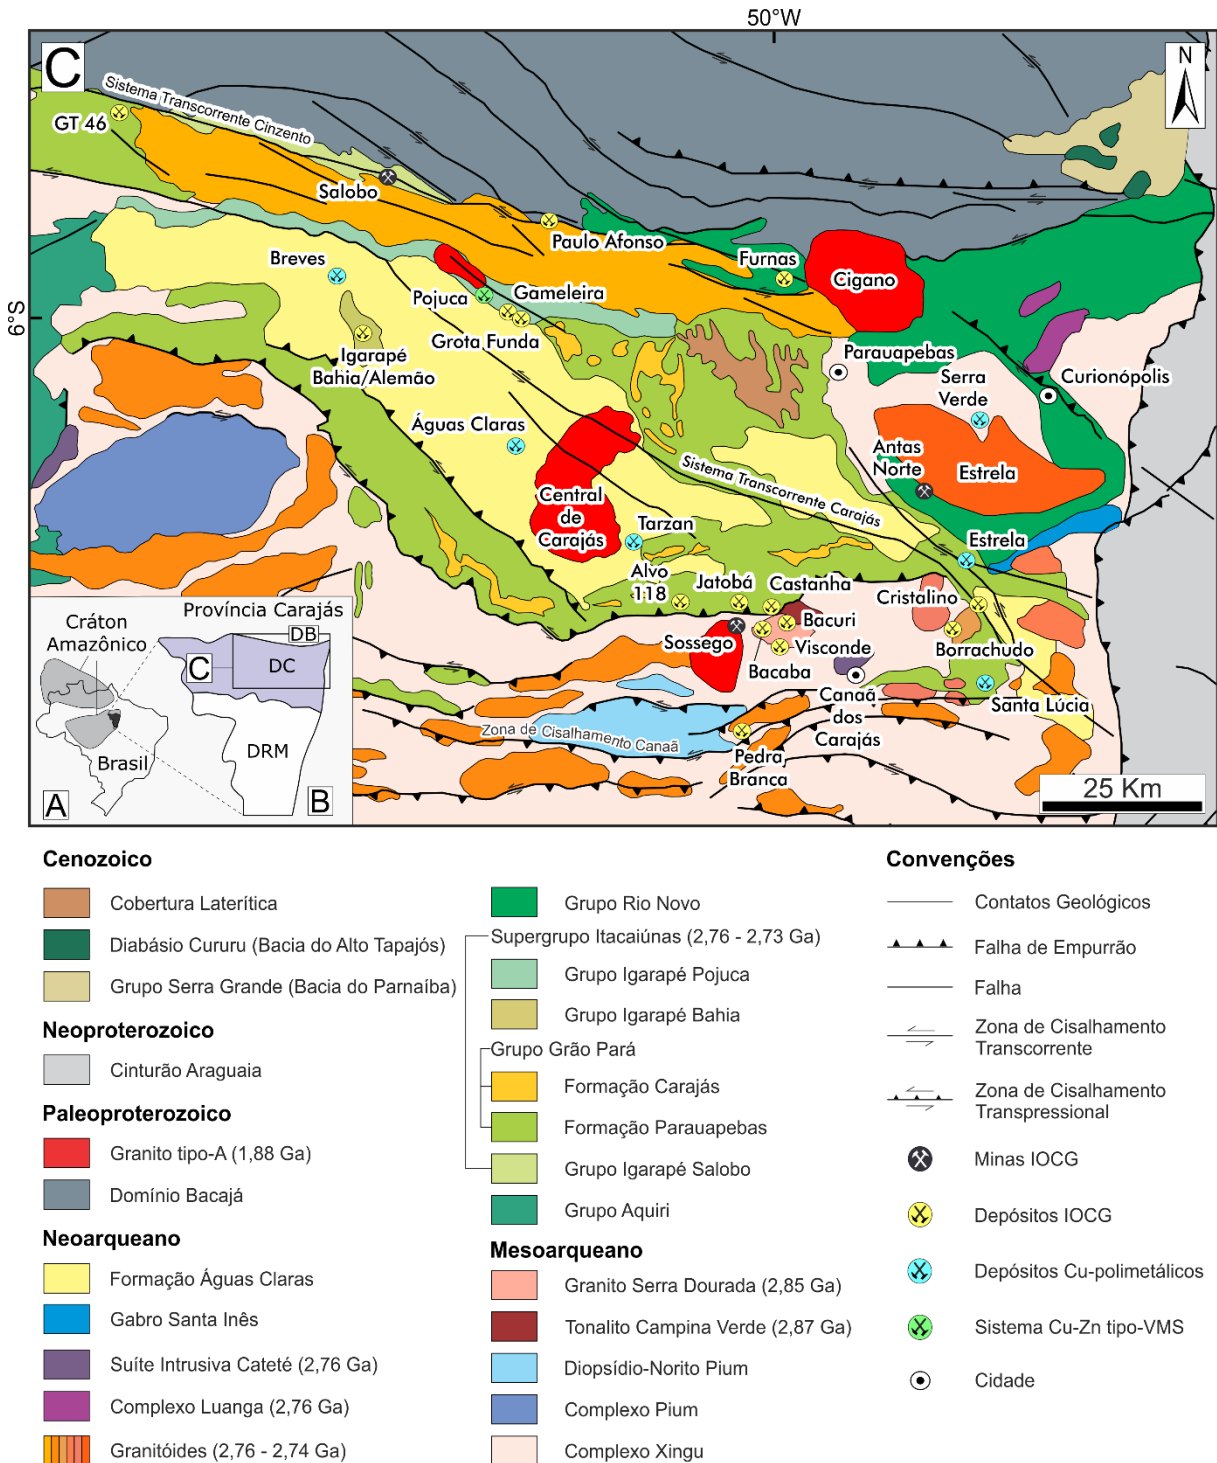 50°W
C
N
Sistema Transcorrente Cinzento
GT 46
Salobo
Paulo Afonso
Breves
Furnas
Cigano
Pojuca
Gameleira
6°S
Grota Funda
Igarapé
Bahia/Alemão
Parauapebas
Serra
Verde
Curionópolis
Águas Claras
Antas
Norte
Estrela
Sistema Transcorrente Carajás
Central
de
Carajás
Tarzan
Estrela
Alvo
118
Jatobá
Castanha
Cristalino
Bacuri
Sossego
Visconde
Borrachudo
Bacaba
Santa Lúcia
Canaã
dos
Carajás
Zona de Cisalhamento Canaã
Pedra
Branca
25 Km
Província Carajás
Cráton
Amazônico
DB
C
DC
DRM
Brasil
A
B
Cenozoico
Cobertura Laterítica
Diabásio Cururu (Bacia do Alto Tapajós)
Grupo Serra Grande (Bacia do Parnaíba)
Neoproterozoico
Cinturão Araguaia
Paleoproterozoico
Granito tipo-A (1,88 Ga)
Domínio Bacajá
Neoarqueano
Formação Águas Claras
Gabro Santa Inês
Suíte Intrusiva Cateté (2,76 Ga)
Complexo Luanga (2,76 Ga)
Granitóides (2,76 - 2,74 Ga)
Grupo Rio Novo
Supergrupo Itacaiúnas (2,76 - 2,73 Ga)
Grupo Igarapé Pojuca
Grupo Igarapé Bahia
Grupo Grão Pará
Formação Carajás
Formação Parauapebas
Grupo Igarapé Salobo
Grupo Aquiri
Mesoarqueano
Granito Serra Dourada (2,85 Ga)
Tonalito Campina Verde (2,87 Ga)
Diopsídio-Norito Pium
Complexo Pium
Complexo Xingu
Convenções
Contatos Geológicos
Falha de Empurrão
Falha
Zona de Cisalhamento
Transcorrente
Zona de Cisalhamento
Transpressional
Minas IOCG
Depósitos IOCG
Depósitos Cu-polimetálicos
Sistema Cu-Zn tipo-VMS
Cidade